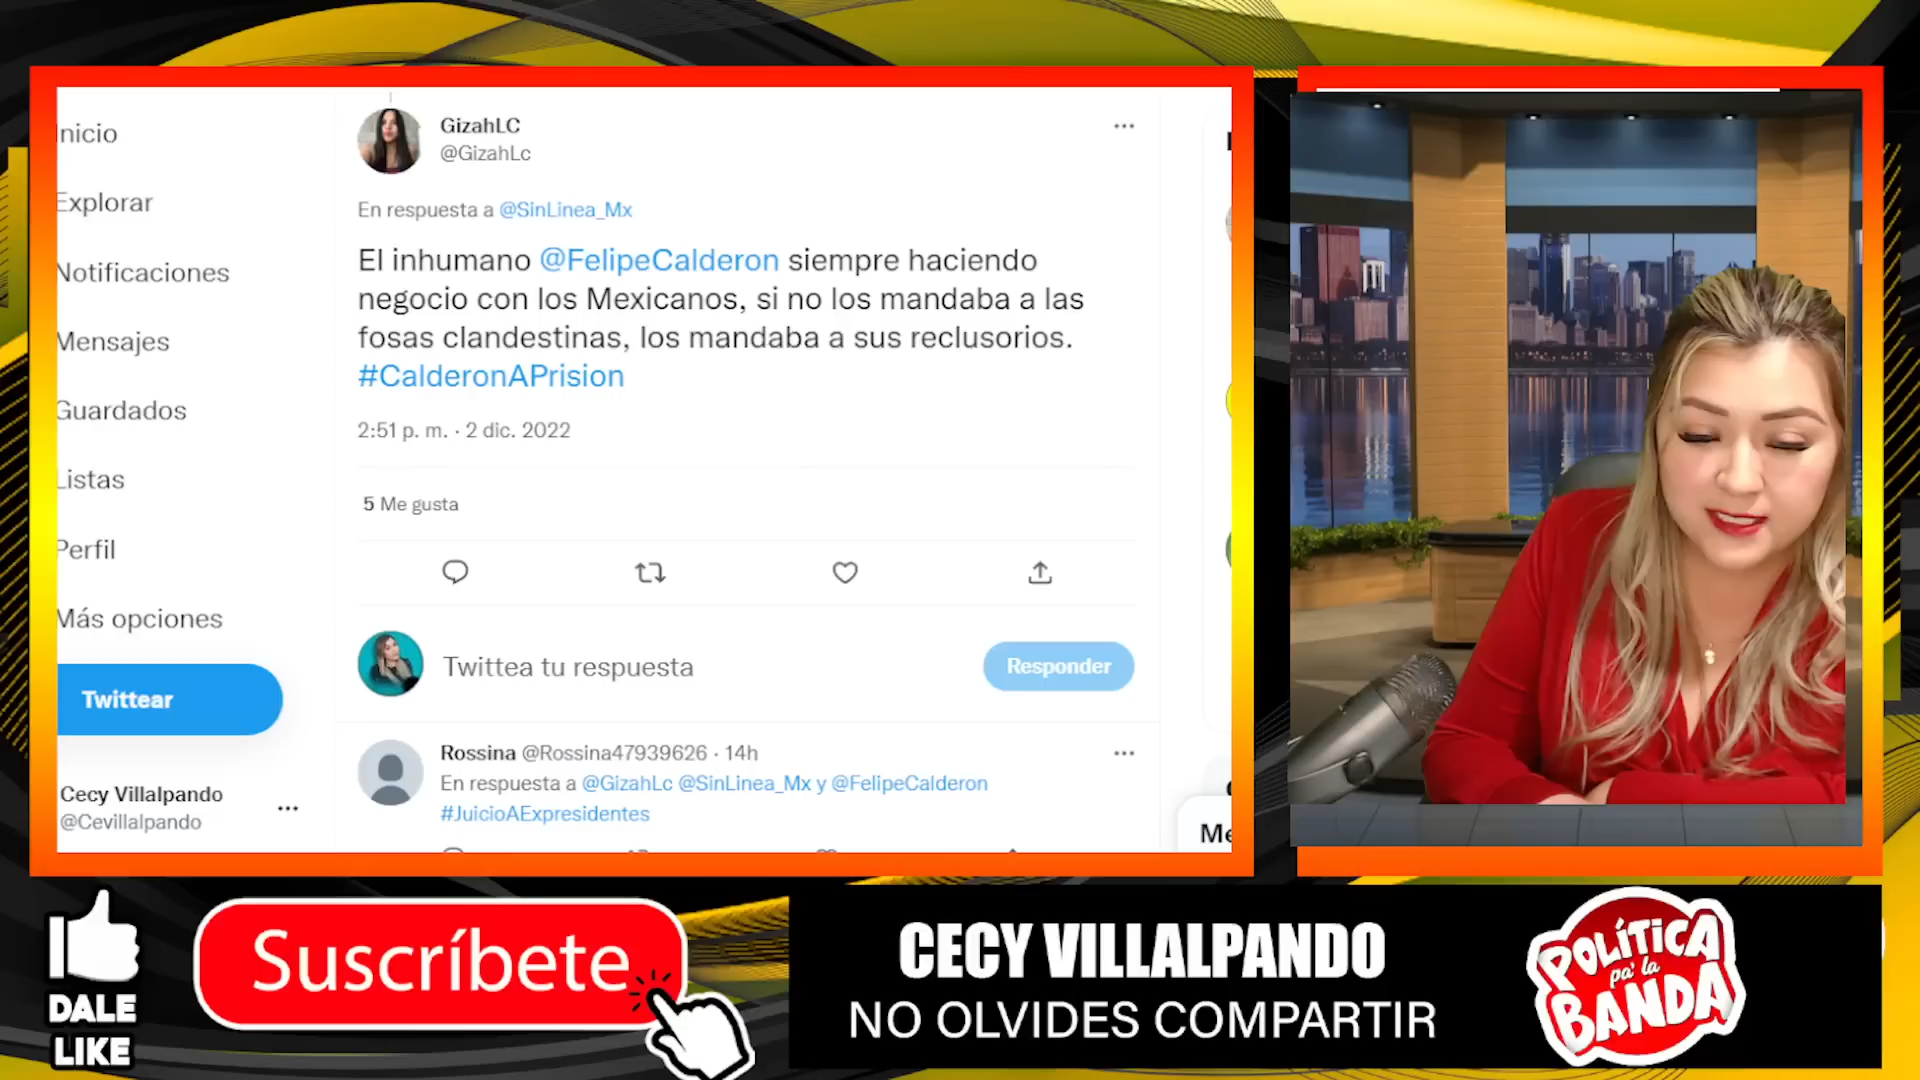 Inicio
Explorar
Notificaciones
Mensajes
Guardados
Listas
Perfil
Más opciones
Twittear
Cecy Villalpando
@Cevillalpando
GizahLC
@GizahLc
En respuesta a @SinLinea_Mx
El inhumano @FelipeCalderon siempre haciendo
negocio con los Mexicanos, si no los mandaba a las
fosas clandestinas, los mandaba a sus reclusorios.
#CalderonAPrision
2:51 p. m. · 2 dic. 2022
5 Me gusta
Twittea tu respuesta
Responder
Rossina @Rossina47939626 · 14h
En respuesta a @GizahLc @SinLinea_Mx y @FelipeCalderon
#JuicioAExpresidentes
Me
DALE
LIKE
Suscríbete
CECY VILLALPANDO
NO OLVIDES COMPARTIR
POLÍTICA
pa' la
BANDA